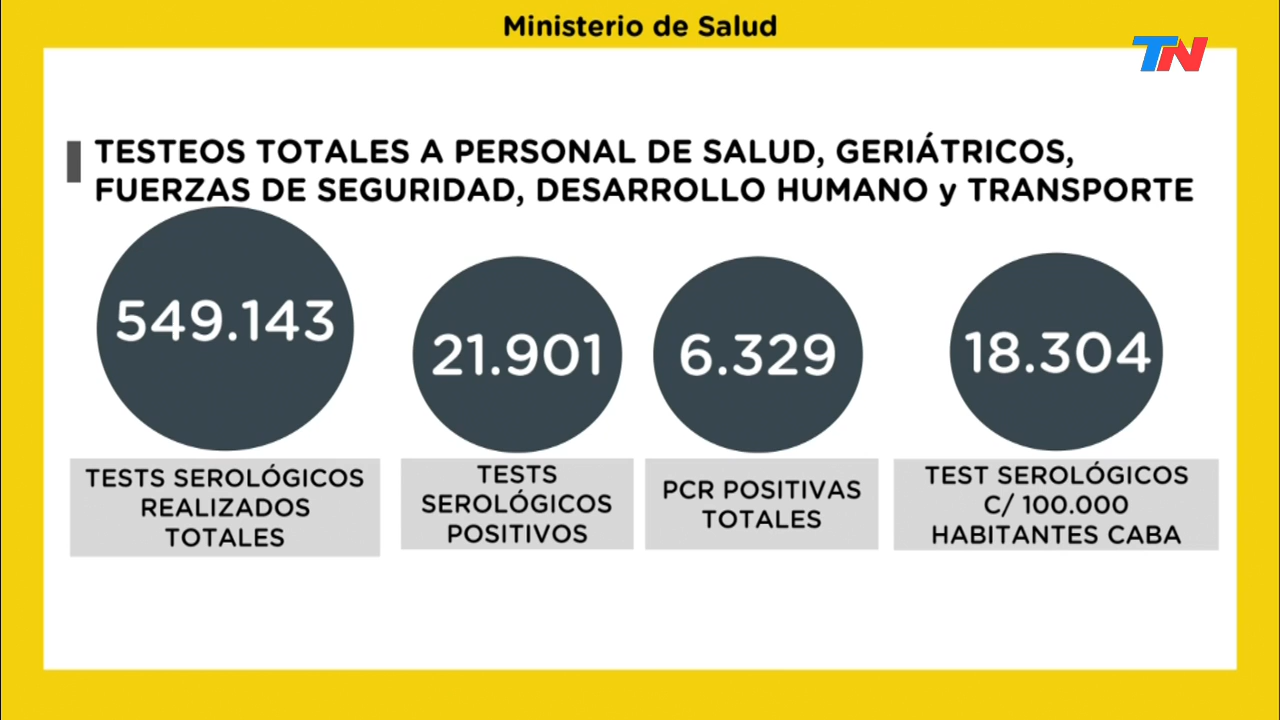 Ministerio de Salud
TN
TESTEOS TOTALES A PERSONAL DE SALUD, GERIÁTRICOS,
FUERZAS DE SEGURIDAD, DESARROLLO HUMANO y TRANSPORTE
549.143
TESTS SEROLÓGICOS
REALIZADOS
TOTALES
21.901
TESTS
SEROLÓGICOS
POSITIVOS
6.329
PCR POSITIVAS
TOTALES
18.304
TEST SEROLÓGICOS
C/ 100.000
HABITANTES CABA